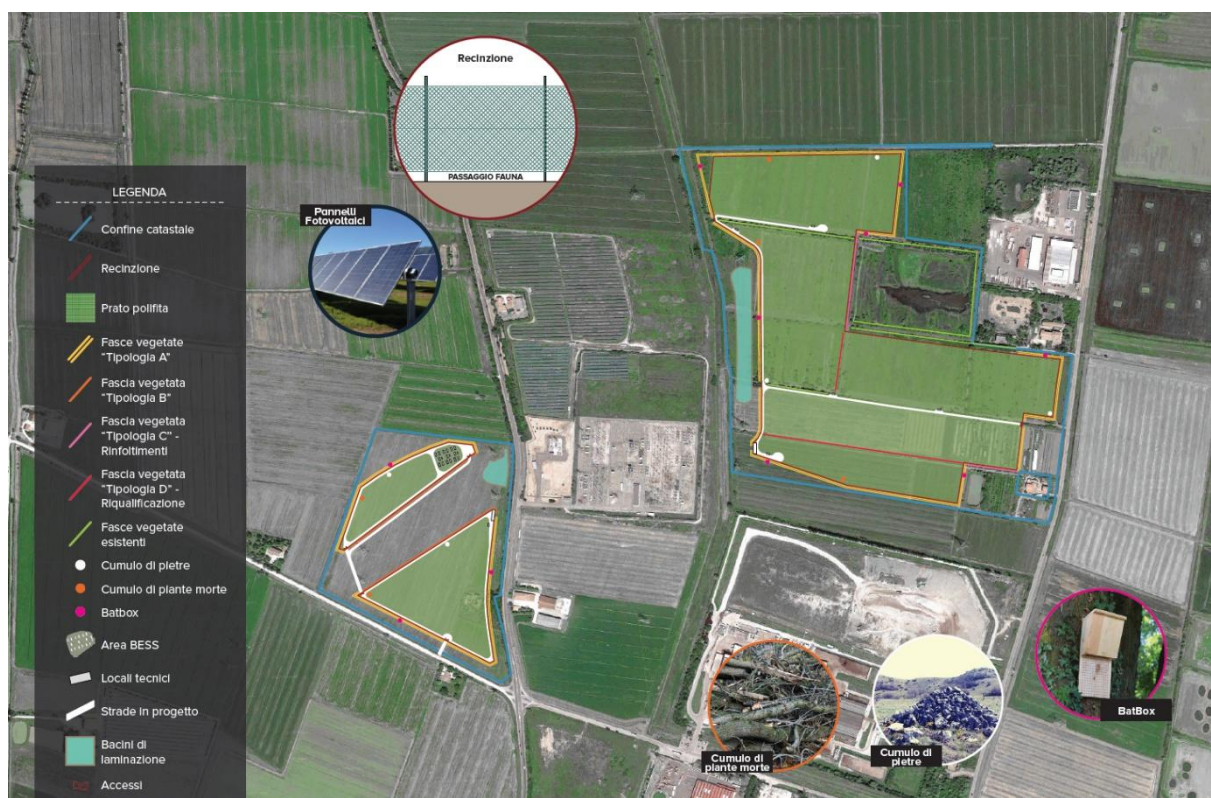 Recinzione
PASSAGGIO FAUNA
Pannelli
Fotovoltaici
LEGENDA
Confine catastale
Recinzione
Prato polifita
Fasce vegetate
"Tipologia A"
Fascia vegetata
"Tipologia B"
Fascia vegetata
"Tipologia C" -
Rinfoltimenti
Fascia vegetata
"Tipologia D" -
Riqualificazione
Fasce vegetate
esistenti
Cumulo di pietre
Cumulo di piante morte
Batbox
Area BESS
Locali tecnici
Strade in progetto
Bacini di
laminazione
Accessi
Cumulo di
piante morte
Cumulo di
pietre
BatBox